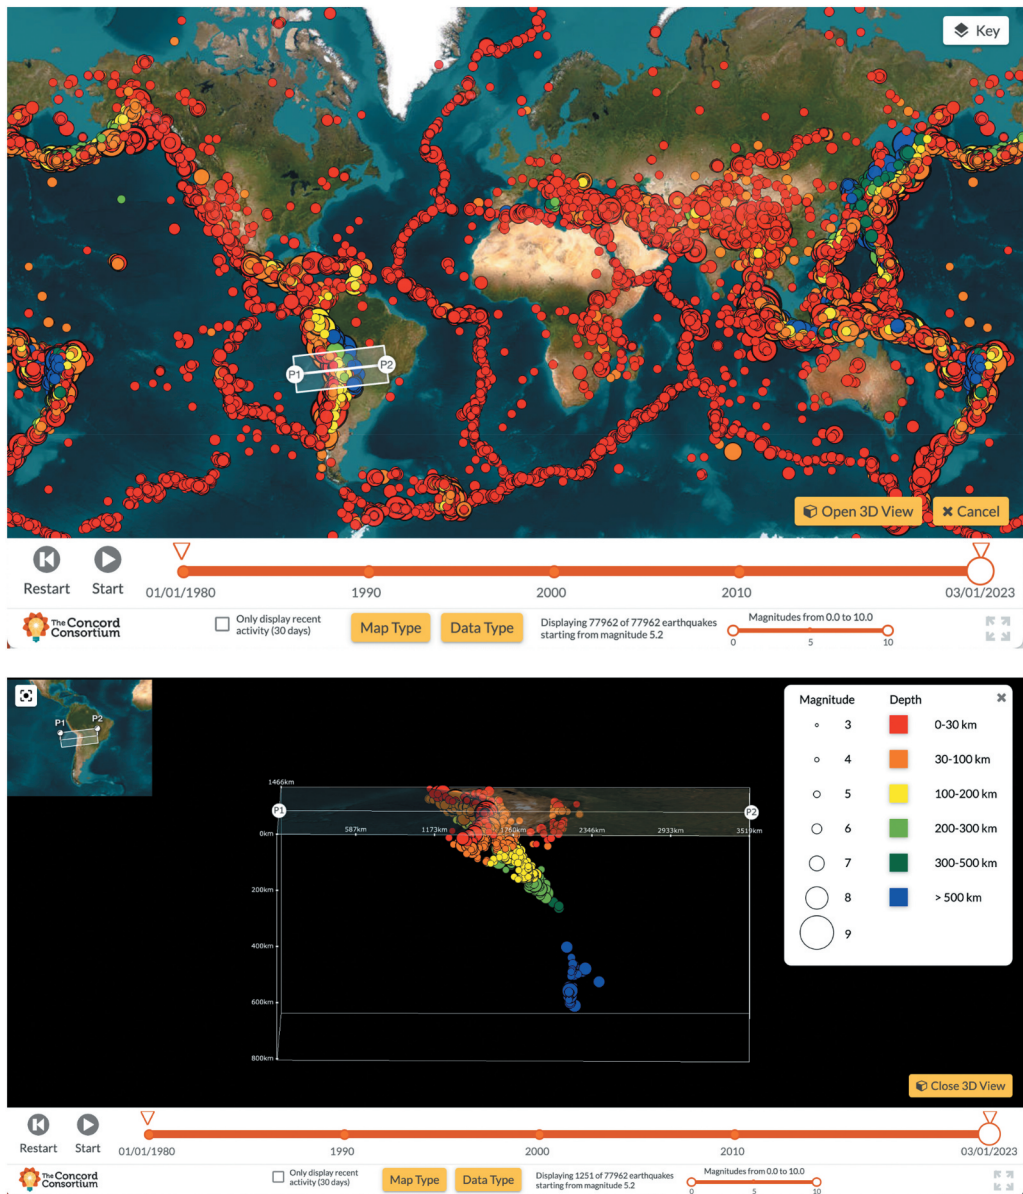 Key
P1
P2
Open 3D View
Cancel
Restart
Start
01/01/1980
1990
2000
2010
03/01/2023
The Concord
Consortium
Only display recent
activity (30 days)
Map Type
Data Type
Displaying 77962 of 77962 earthquakes
starting from magnitude 5.2
Magnitudes from 0.0 to 10.0
0
5
10
P1
P2
Magnitude
Depth
3
0-30 km
4
30-100 km
5
100-200 km
6
200-300 km
7
300-500 km
8
> 500 km
9
1466km
P1
P2
0km
587km
1173km
1760km
2346km
2933km
3519km
200km
400km
600km
800km
Close 3D View
Restart
Start
01/01/1980
1990
2000
2010
03/01/2023
The Concord
Consortium
Only display recent
activity (30 days)
Map Type
Data Type
Displaying 1251 of 77962 earthquakes
starting from magnitude 5.2
Magnitudes from 0.0 to 10.0
0
5
10